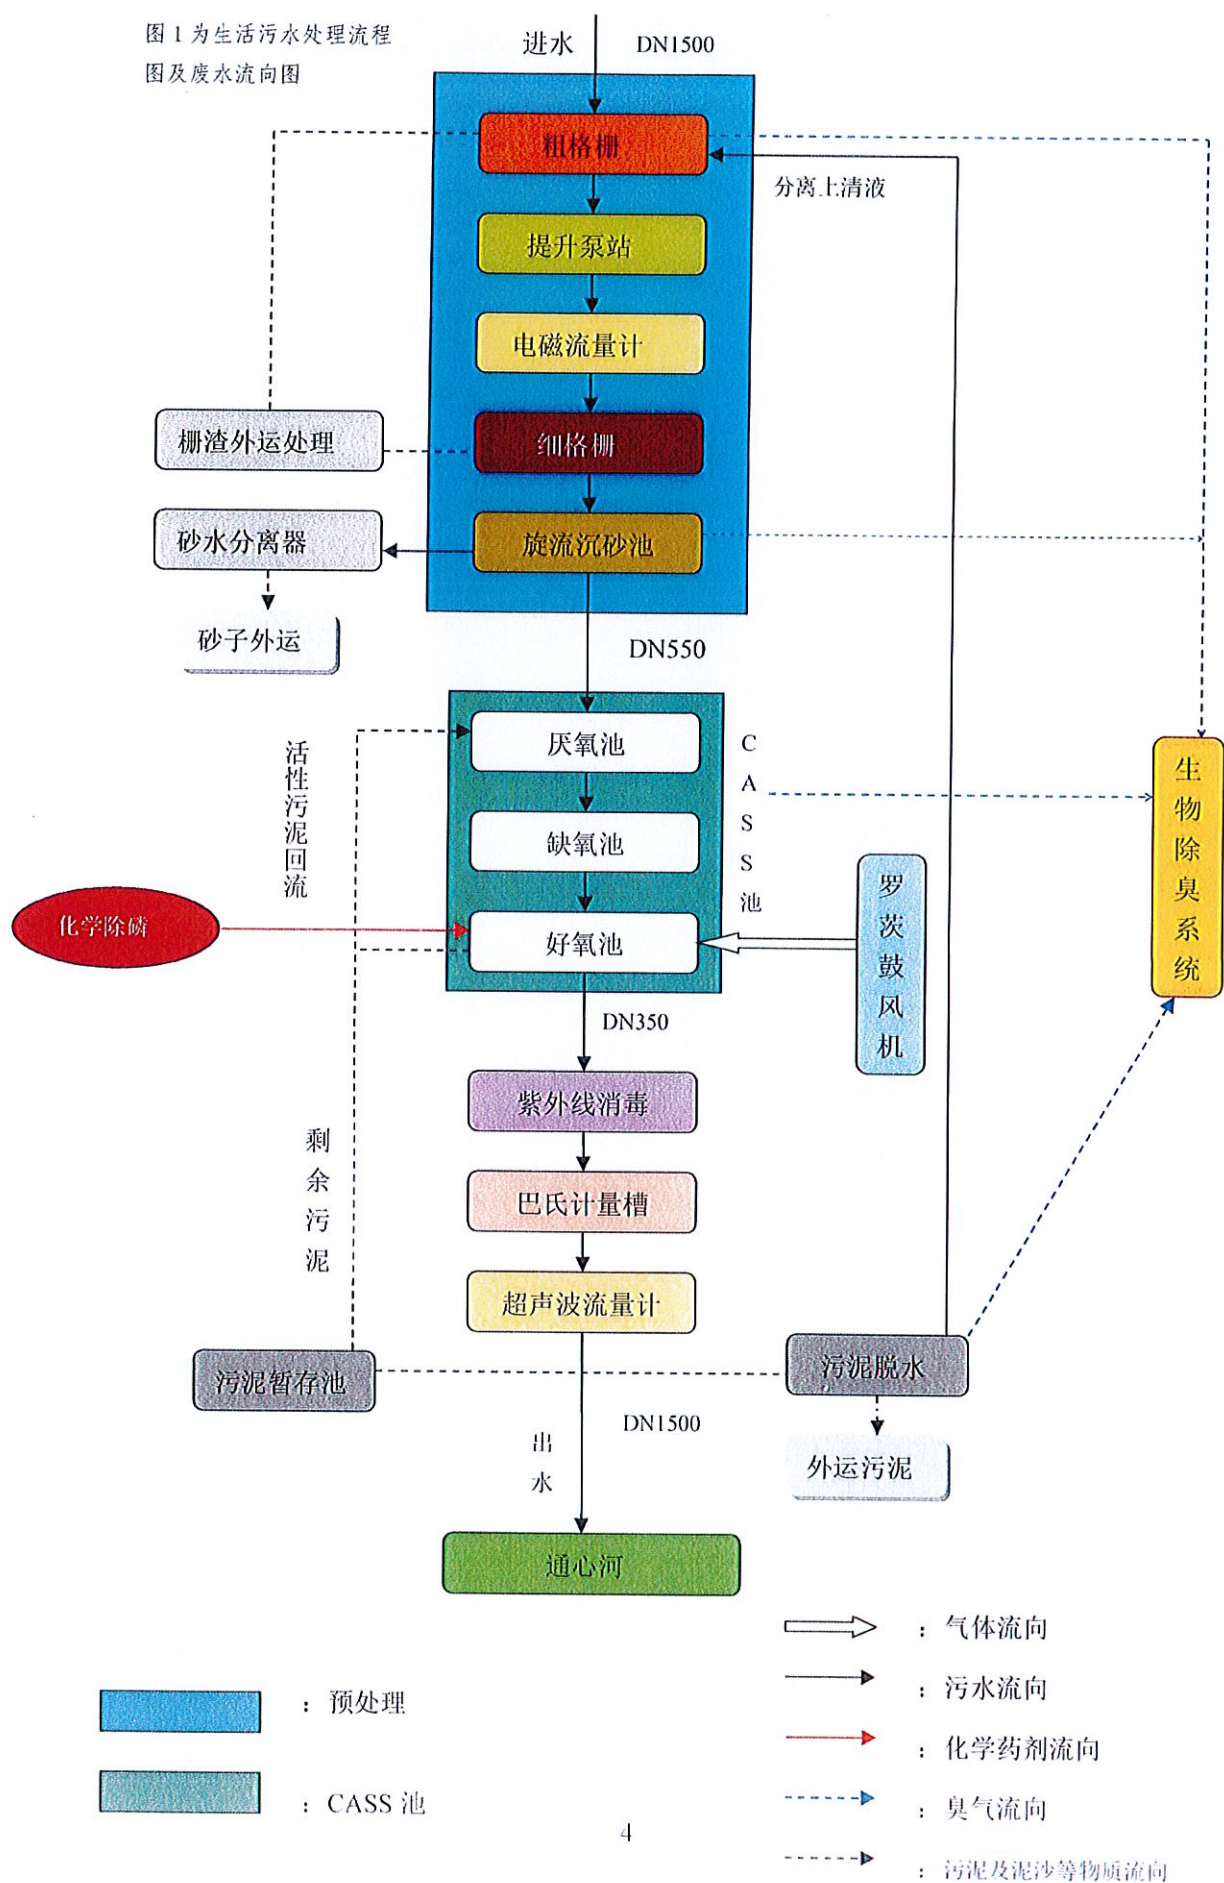 图 1 为生活污水处理流程
图及废水流向图
进水
DN1500
粗格栅
分离上清液
提升泵站
电磁流量计
栅渣外运处理
细格栅
砂水分离器
旋流沉砂池
砂子外运
DN550
活性污泥回流
厌氧池
CASS池
缺氧池
生物除臭系统
罗茨鼓风机
化学除磷
好氧池
DN350
紫外线消毒
剩余污泥
巴氏计量槽
超声波流量计
污泥暂存池
污泥脱水
DN1500
出水
外运污泥
通心河
：气体流向
：污水流向
：预处理
：化学药剂流向
：CASS 池
：臭气流向
4
：污泥及泥沙等物质流向